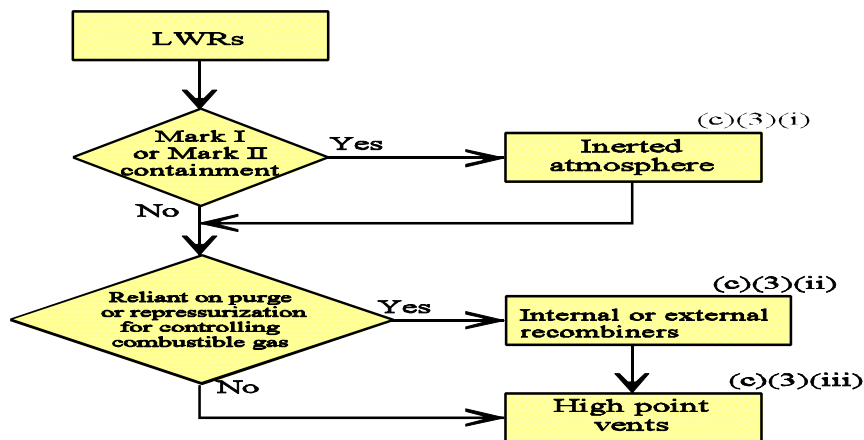 LWRs
(c)(3)(i)
Mark I
or Mark II
containment
Yes
Inerted
atmosphere
No
(c)(3)(ii)
Reliant on purge
or repressurization
for controlling
combustible gas
Yes
Internal or external
recombiners
No
(c)(3)(iii)
High point
vents